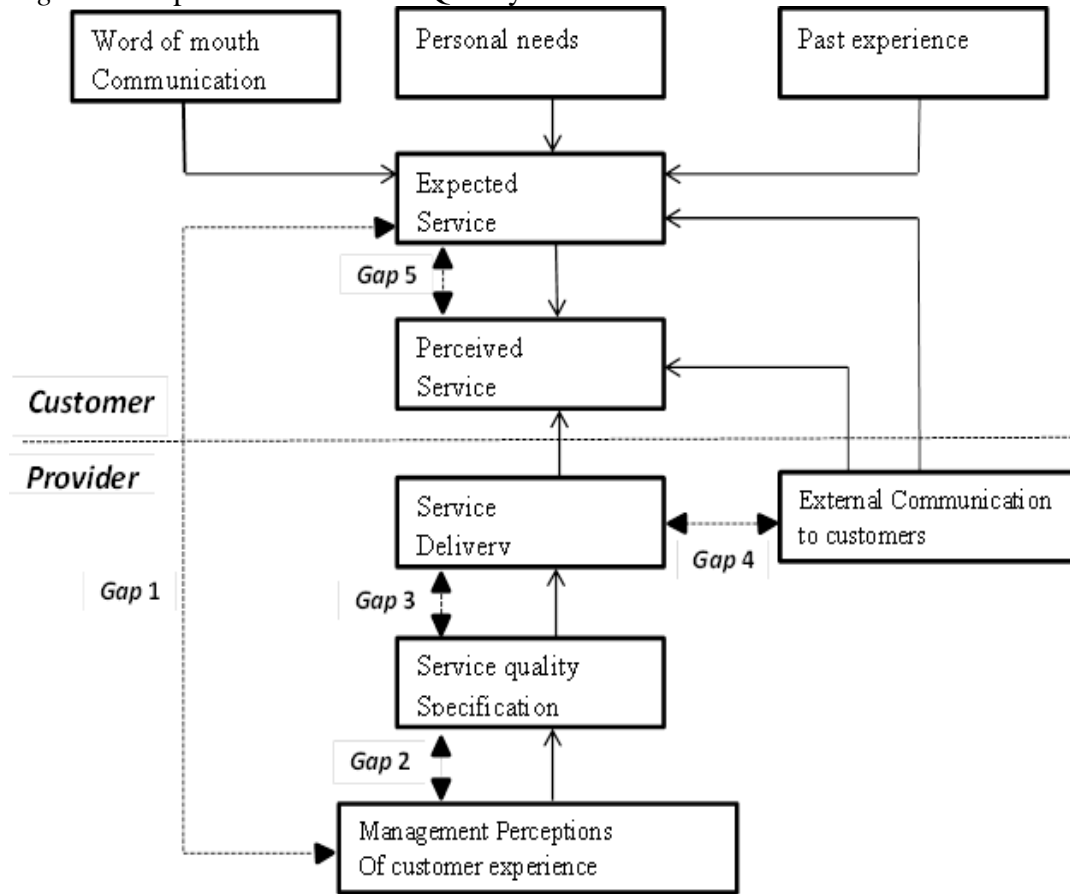 Word of mouth
Communication
Personal needs
Past experience
Expected
Service
Gap 5
Perceived
Service
Customer
Provider
Service
Delivery
External Communication
to customers
Gap 4
Gap 1
Gap 3
Service quality
Specification
Gap 2
Management Perceptions
Of customer experience